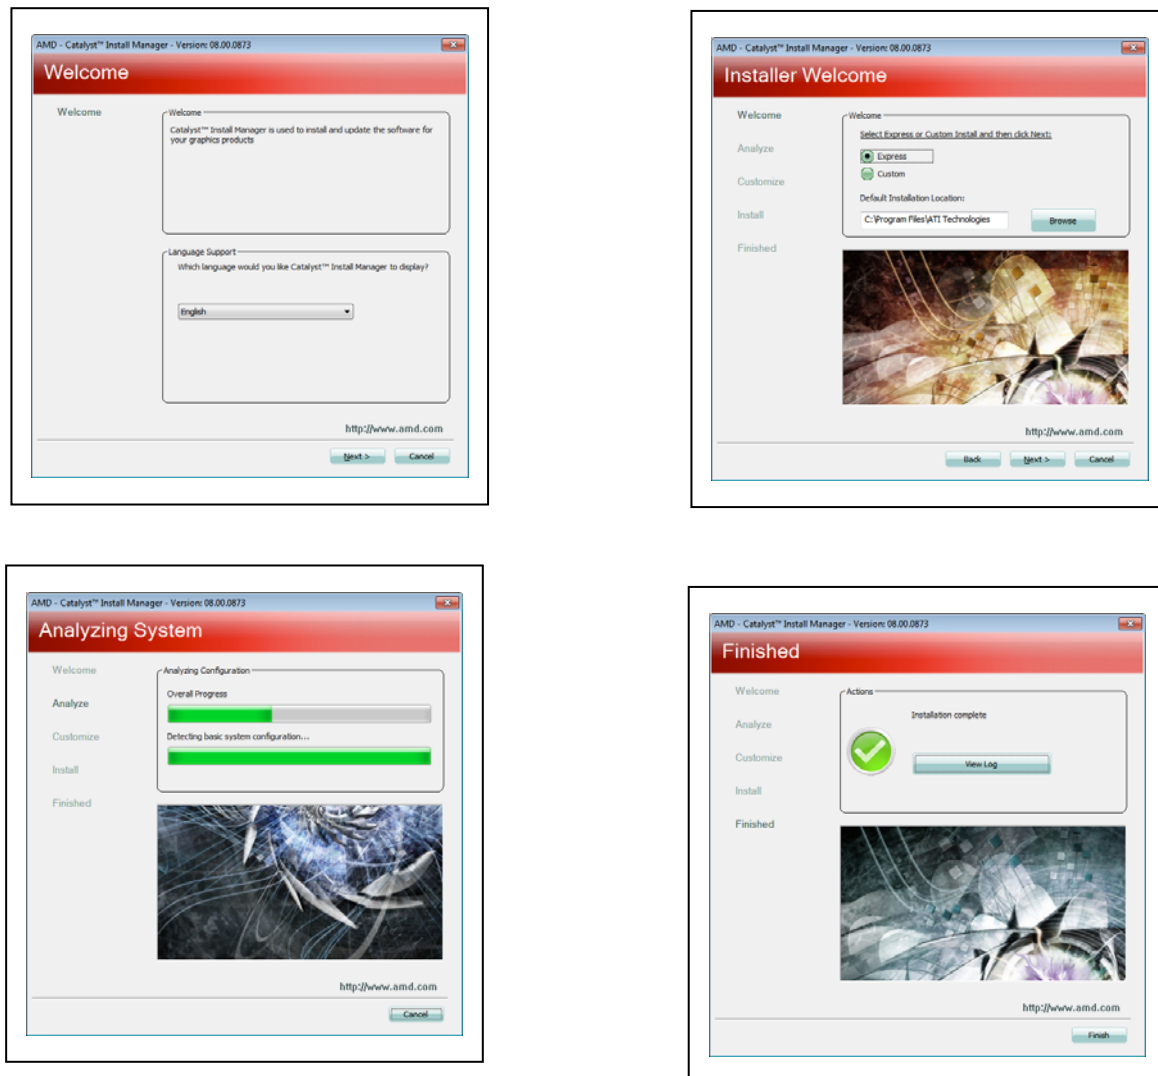 AMD - Catalyst™ Install Manager - Version: 08.00.0873
Welcome
Welcome
Welcome
Catalyst™ Install Manager is used to install and update the software for
your graphics products
Language Support
Which language would you like Catalyst™ Install Manager to display?
English
http://www.amd.com
Next >
Cancel
AMD - Catalyst™ Install Manager - Version: 08.00.0873
Installer Welcome
Welcome
Analyze
Customize
Install
Finished
Welcome
Select Express or Custom Install and then click Next:
Express
Custom
Default Installation Location:
C:\Program Files\ATI Technologies
Browse
http://www.amd.com
Back
Next >
Cancel
AMD - Catalyst™ Install Manager - Version: 08.00.0873
Analyzing System
Welcome
Analyze
Customize
Install
Finished
Analyzing Configuration
Overall Progress
Detecting basic system configuration...
http://www.amd.com
Cancel
AMD - Catalyst™ Install Manager - Version: 08.00.0873
Finished
Welcome
Analyze
Customize
Install
Finished
Actions
Installation complete
View Log
http://www.amd.com
Finish